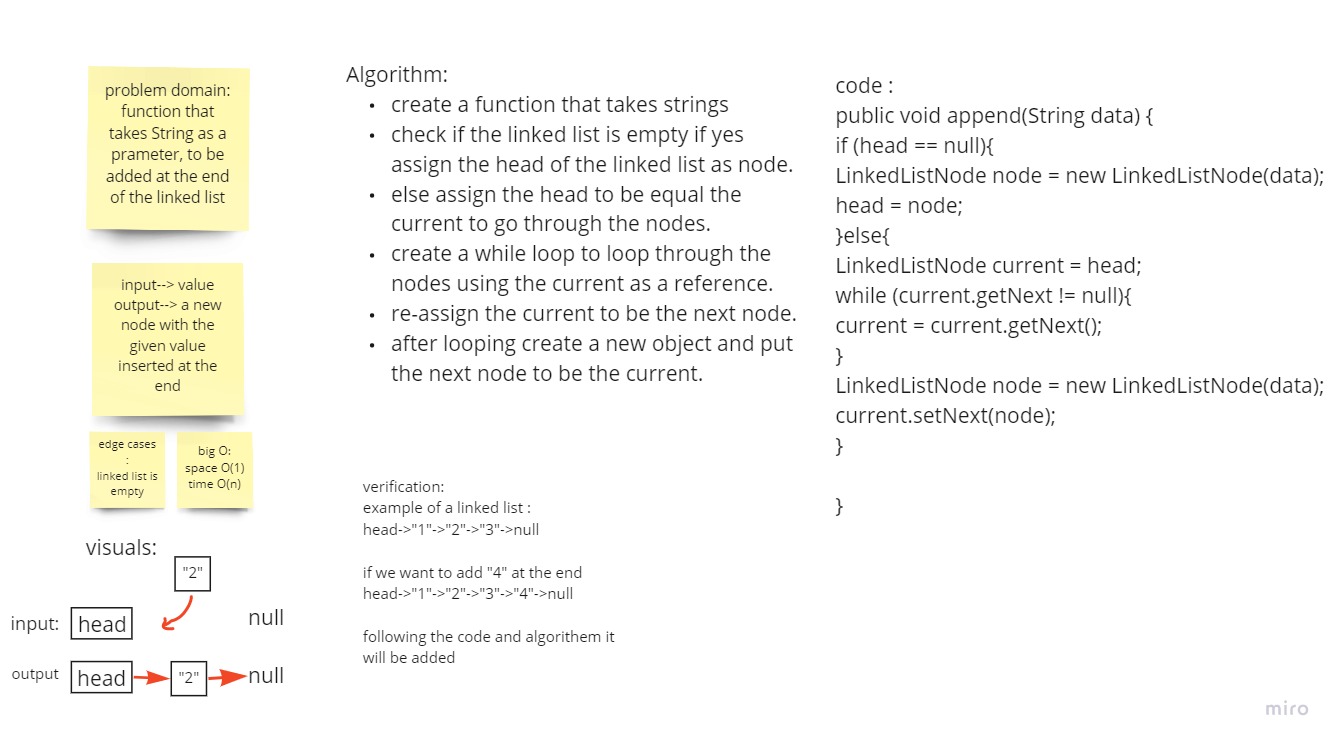 problem domain:
function that
takes String as a
prameter, to be
added at the end
of the linked list
input--> value
output--> a new
node with the
given value
inserted at the
end
edge cases
:
linked list is
empty
big O:
space O(1)
time O(n)
visuals:
"2"
input: head null
output head "2" null
Algorithm:
• create a function that takes strings
• check if the linked list is empty if yes
assign the head of the linked list as node.
• else assign the head to be equal the
current to go through the nodes.
• create a while loop to loop through the
nodes using the current as a reference.
• re-assign the current to be the next node.
• after looping create a new object and put
the next node to be the current.
verification:
example of a linked list :
head->"1"->"2"->"3"->null
if we want to add "4" at the end
head->"1"->"2"->"3"->"4"->null
following the code and algorithem it
will be added
code :
public void append(String data) {
if (head == null){
LinkedListNode node = new LinkedListNode(data);
head = node;
}else{
LinkedListNode current = head;
while (current.getNext != null){
current = current.getNext();
}
LinkedListNode node = new LinkedListNode(data);
current.setNext(node);
}
}
miro